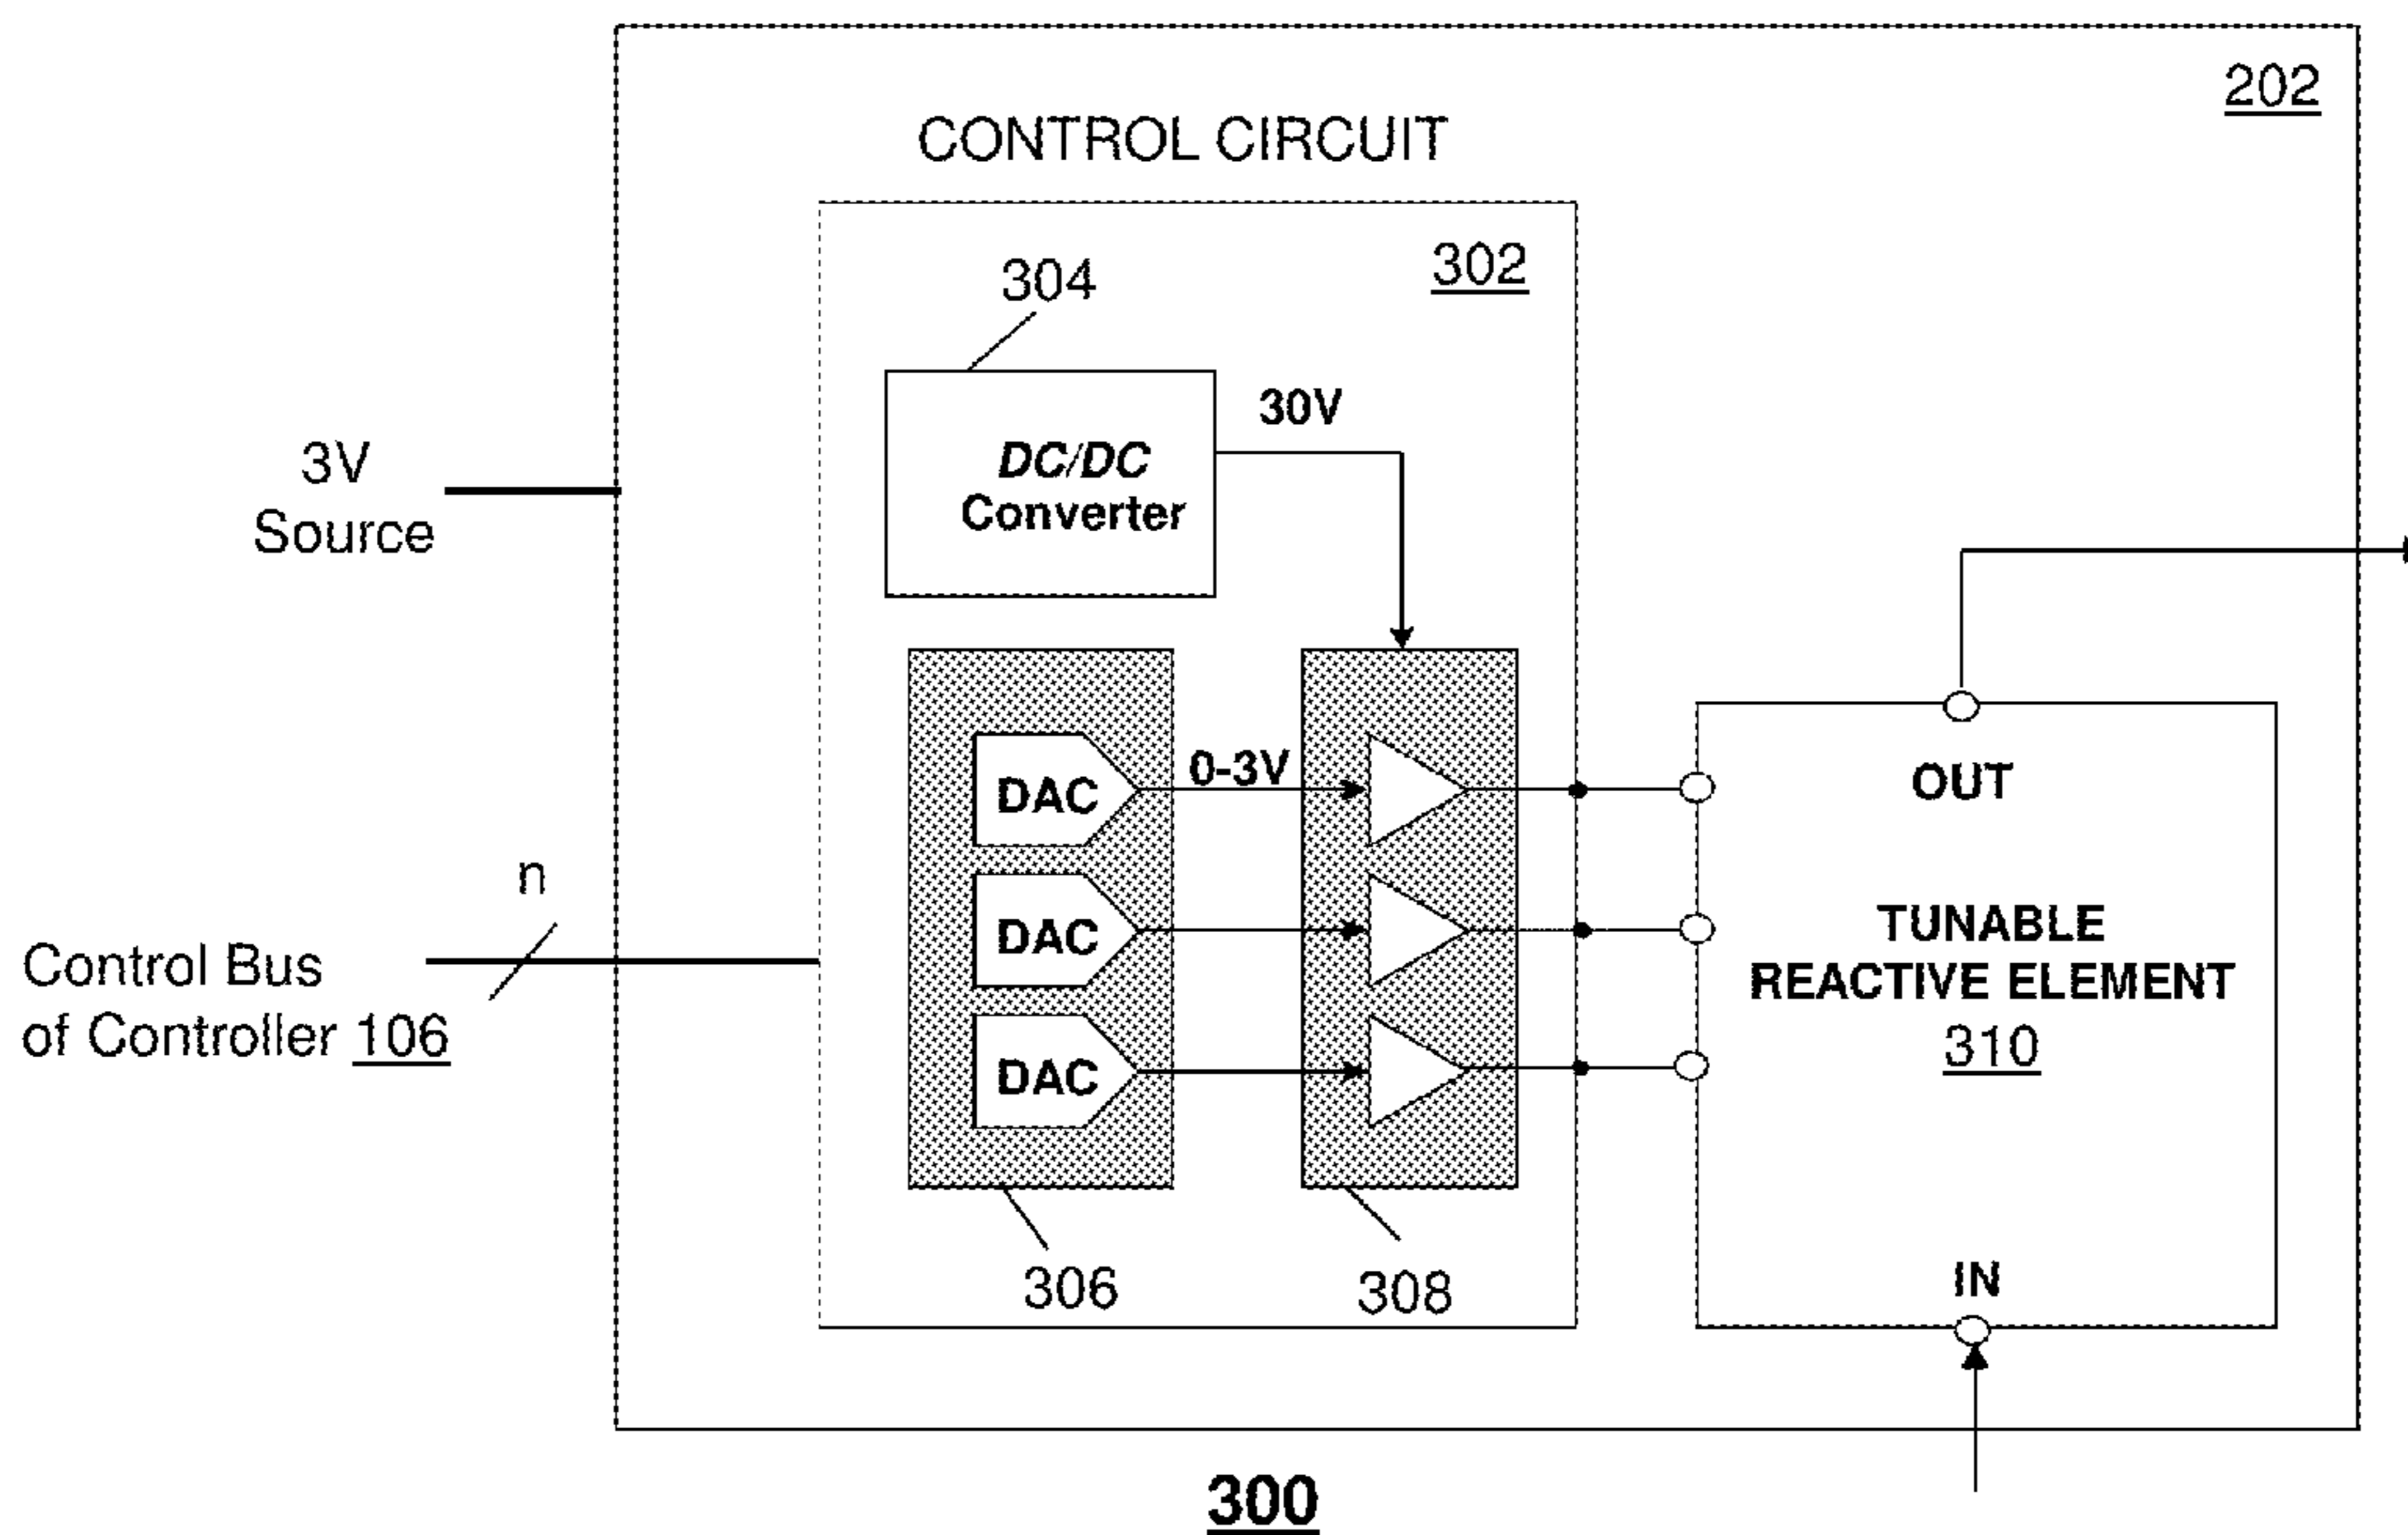 202
CONTROL CIRCUIT
302
304
30V
DC/DC
Converter
3V
Source
0-3V
DAC
OUT
n
DAC
TUNABLE
REACTIVE ELEMENT
310
Control Bus
of Controller 106
DAC
306
308
IN
300